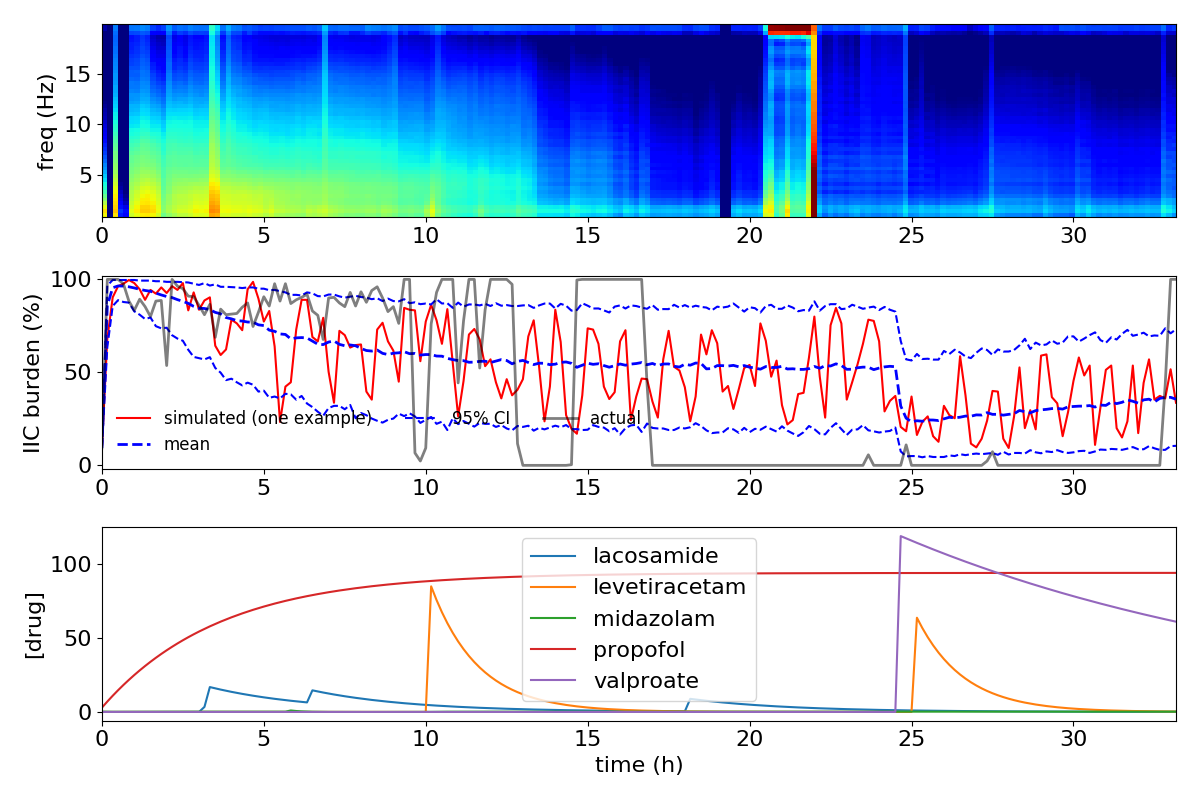 15
10
5
freq (Hz)
0 5 10 15 20 25 30
100
50
0
IIC burden (%)
simulated (one example) 95% CI actual
mean
0 5 10 15 20 25 30
100
50
0
[drug]
lacosamide
levetiracetam
midazolam
propofol
valproate
0 5 10 15 20 25 30
time (h)